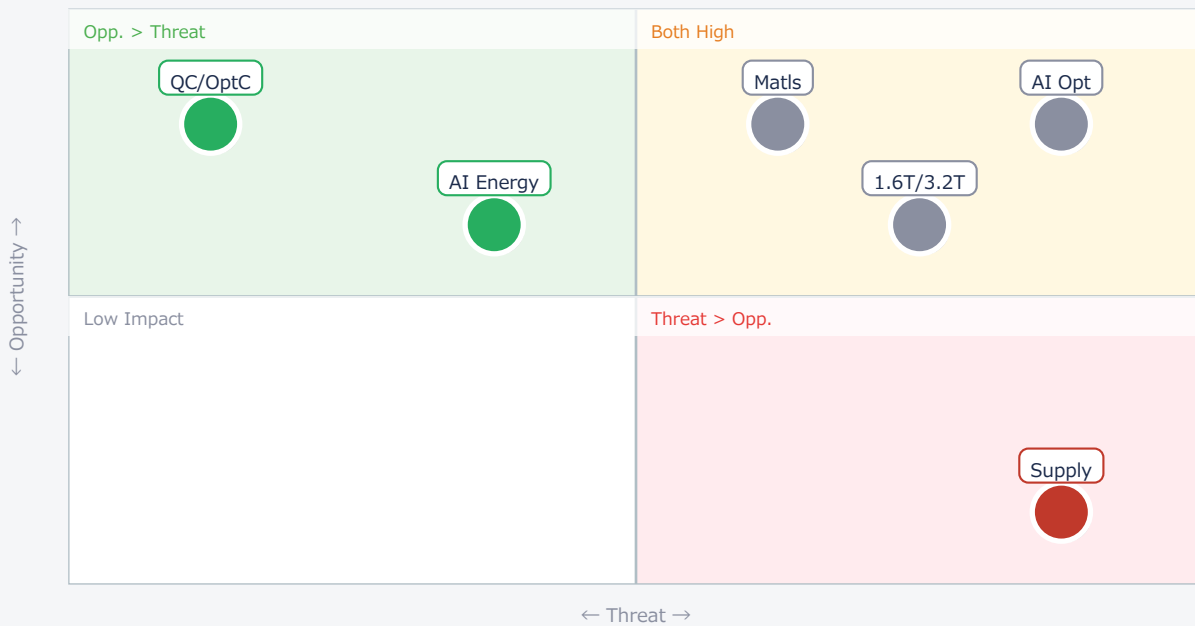 Opp. > Threat
Both High
QC/OptC
Matls
AI Opt
AI Energy
1.6T/3.2T
← Opportunity →
Low Impact
Threat > Opp.
Supply
← Threat →